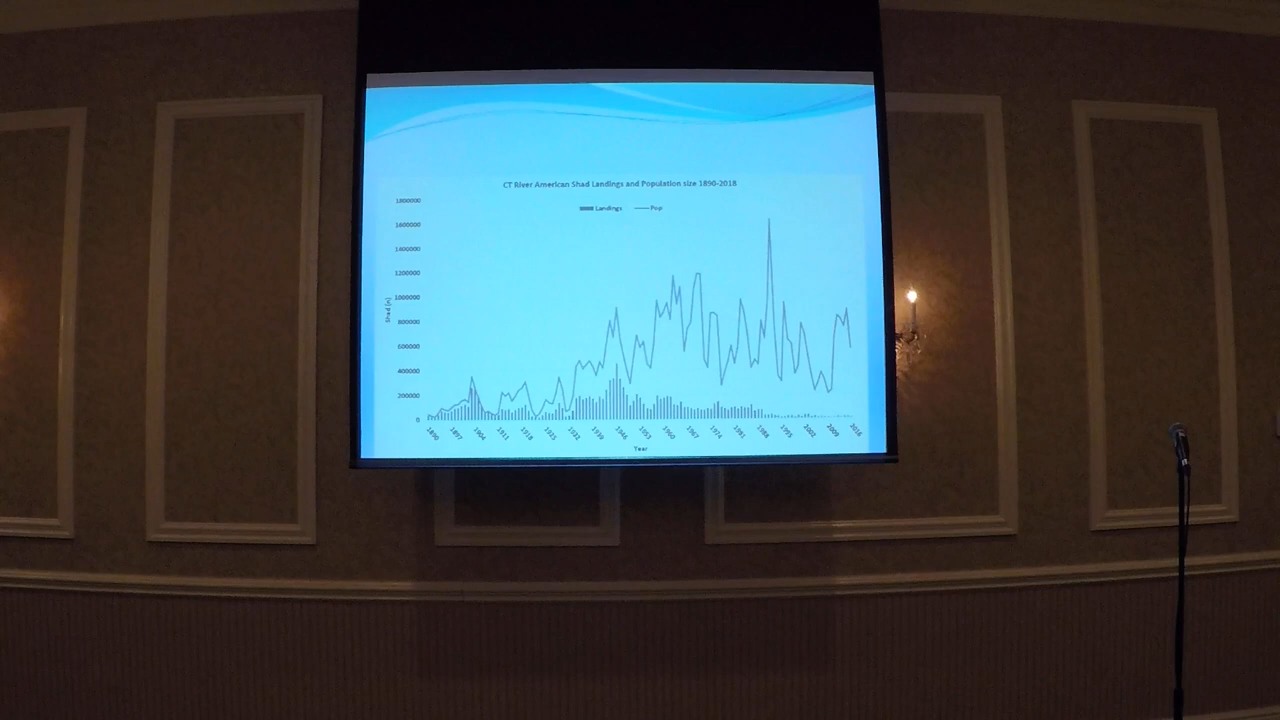 CT River American Shad Landings and Population size 1890-2018
Landings Pop
1800000
1600000
1400000
1200000
1000000
800000
600000
400000
200000
0
Shad (n)
1890 1897 1904 1911 1918 1925 1932 1939 1946 1953 1960 1967 1974 1981 1988 1995 2002 2009 2016
Year